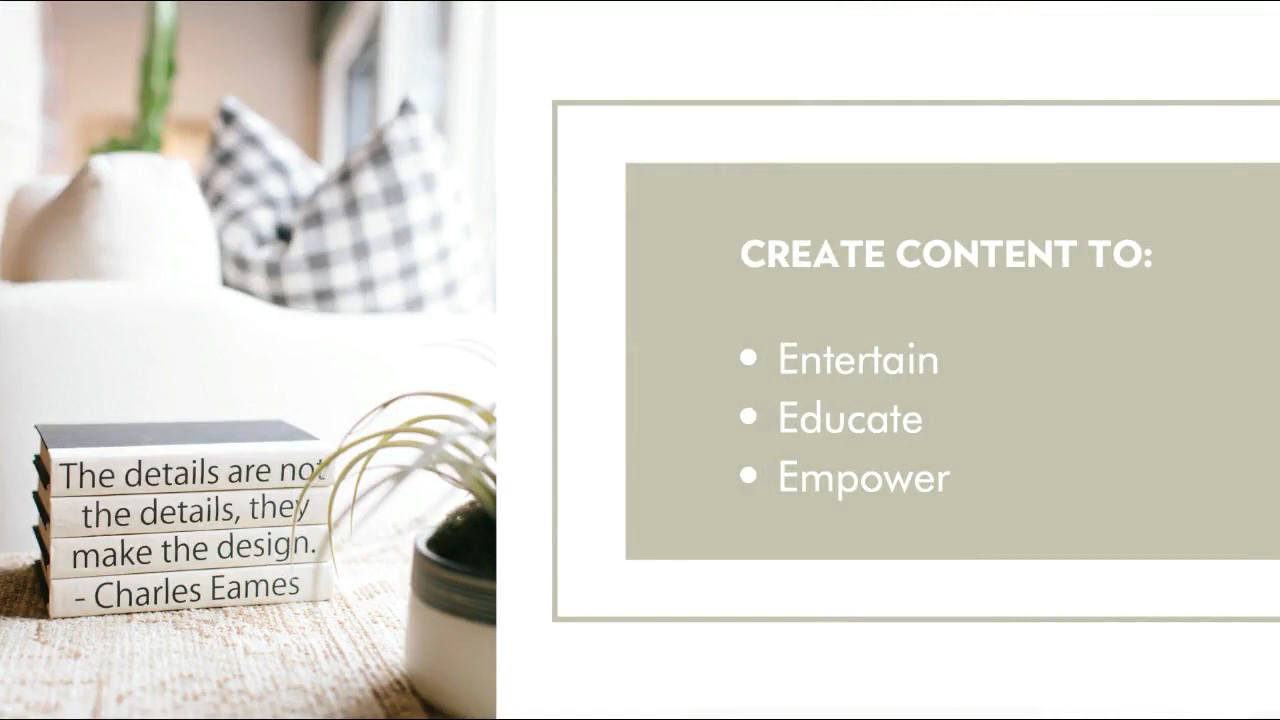 The details are not
the details, they
make the design.
- Charles Eames
CREATE CONTENT TO:
• Entertain
• Educate
• Empower